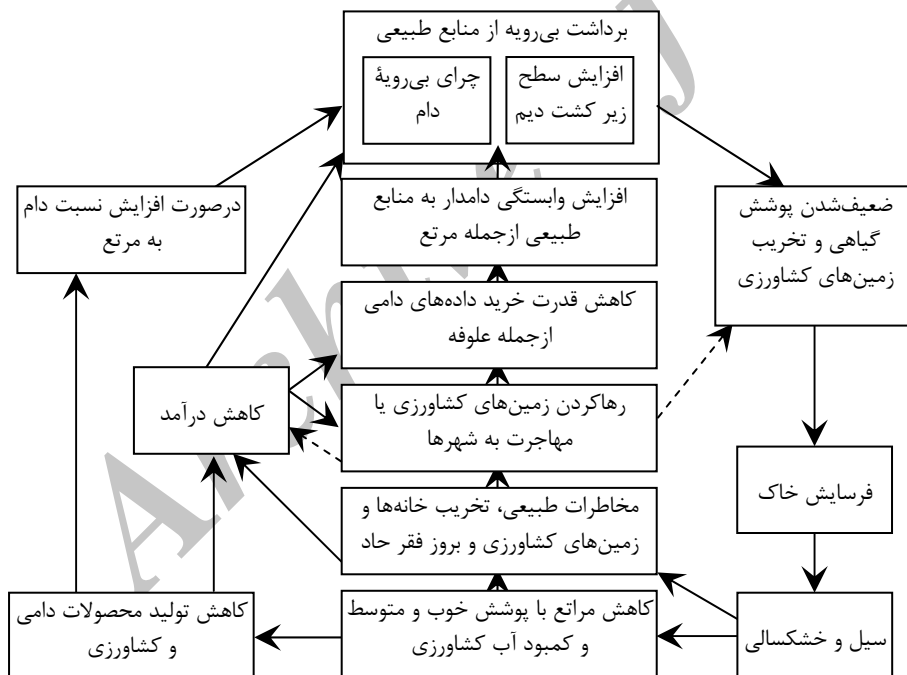 برداشت بی‌رویه از منابع طبیعی
افزایش سطح
زیر کشت دیم
چرای بی‌رویهٔ
دام
افزایش وابستگی دامدار به منابع
طبیعی ازجمله مرتع
درصورت افزایش نسبت دام
به مرتع
ضعیف‌شدن پوشش
گیاهی و تخریب
زمین‌های کشاورزی
کاهش قدرت خرید داده‌های دامی
ازجمله علوفه
کاهش درآمد
رهاکردن زمین‌های کشاورزی یا
مهاجرت به شهرها
فرسایش خاک
مخاطرات طبیعی، تخریب خانه‌ها و
زمین‌های کشاورزی و بروز فقر حاد
سیل و خشکسالی
کاهش مراتع با پوشش خوب و متوسط
و کمبود آب کشاورزی
کاهش تولید محصولات دامی
و کشاورزی